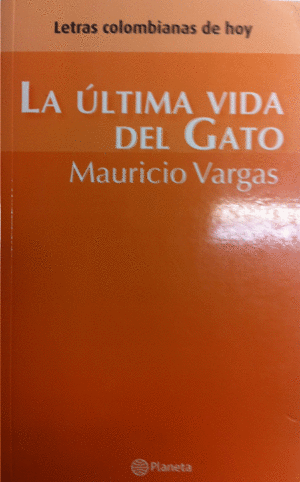 Letras colombianas de hoy
LA ÚLTIMA VIDA
DEL GATO
Mauricio Vargas
Planeta